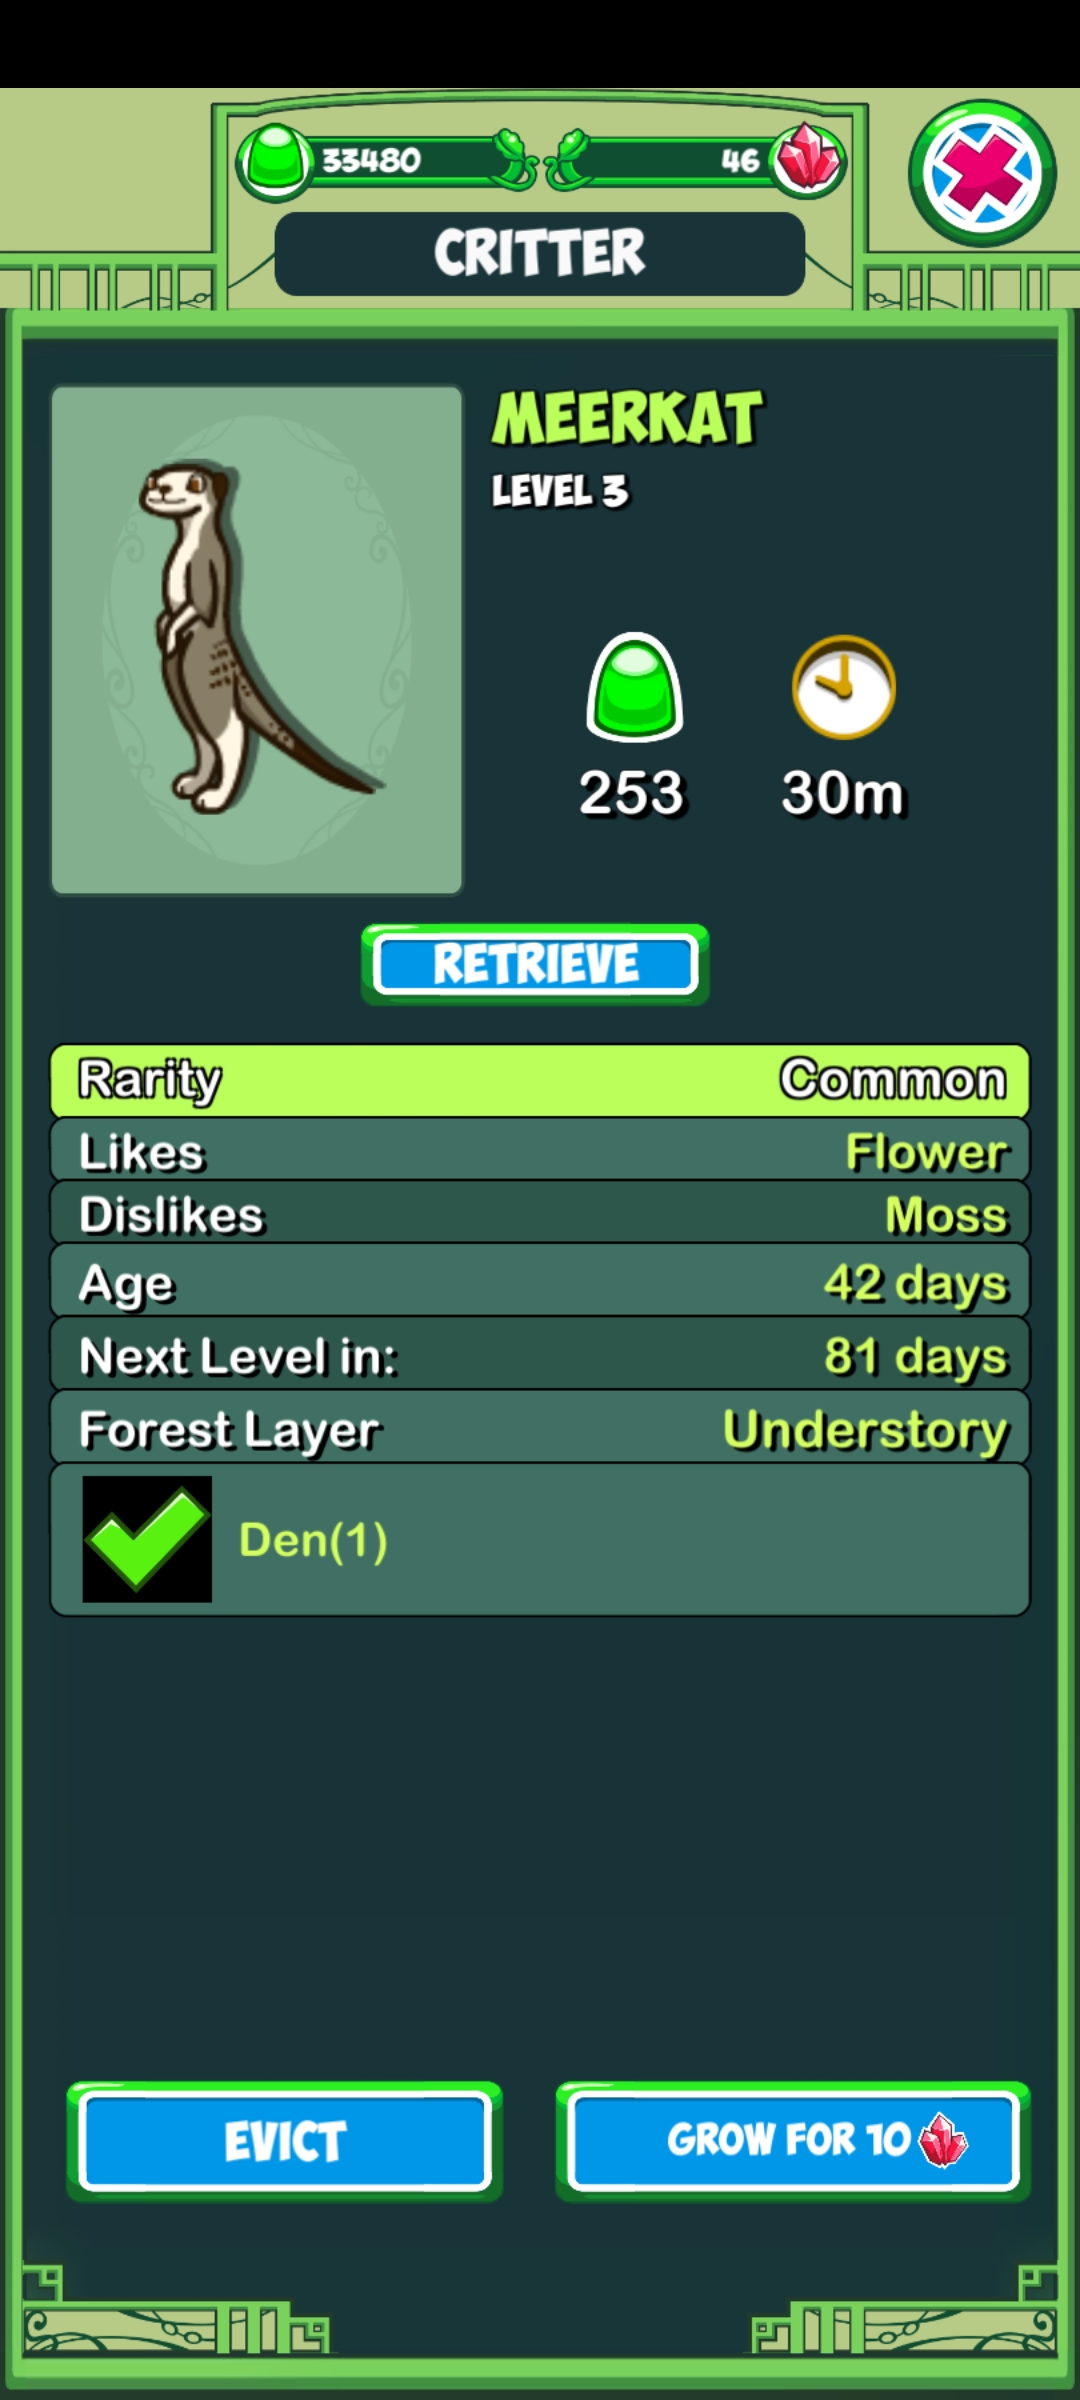 33480 46
CRITTER
MEERKAT
LEVEL 3
253 30m
RETRIEVE
Rarity Common
Likes Flower
Dislikes Moss
Age 42 days
Next Level in: 81 days
Forest Layer Understory
Den(1)
EVICT GROW FOR 10